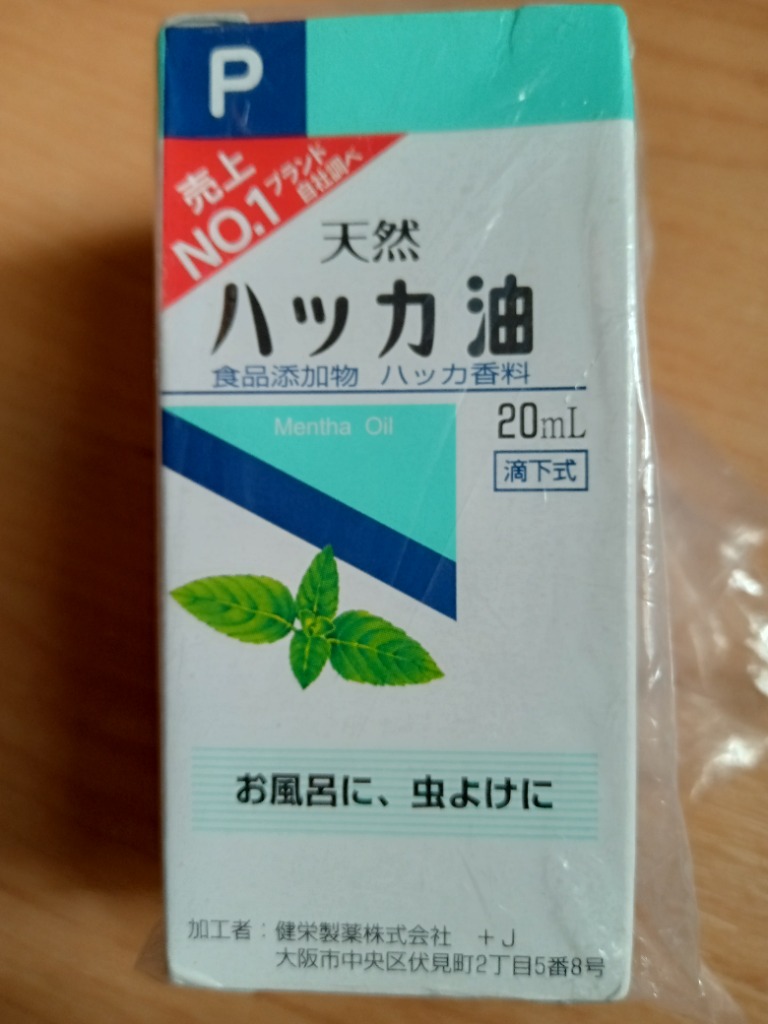 P
売上
NO.1
ブランド
自社調べ
天然
ハッカ油
食品添加物 ハッカ香料
Mentha Oil
20mL
滴下式
お風呂に、虫よけに
加工者：健栄製薬株式会社 +J
大阪市中央区伏見町2丁目5番8号